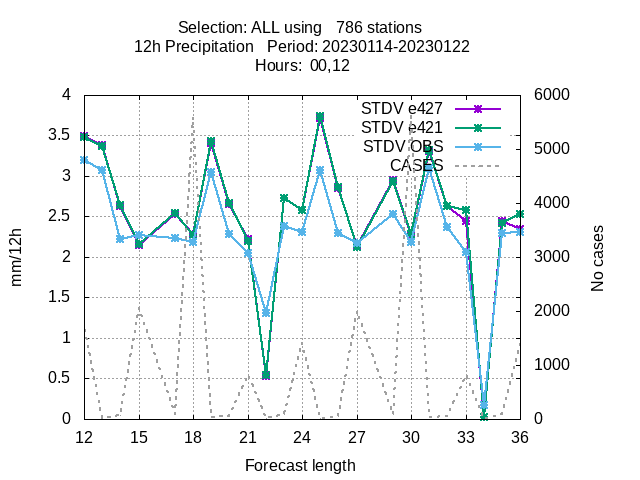 Selection: ALL using   786 stations
12h Precipitation   Period: 20230114-20230122
Hours:  00,12
STDV e427
STDV e421
STDV OBS
CASES
4
3.5
3
2.5
2
1.5
1
0.5
0
6000
5000
4000
3000
2000
1000
0
mm/12h
No cases
12 15 18 21 24 27 30 33 36
Forecast length